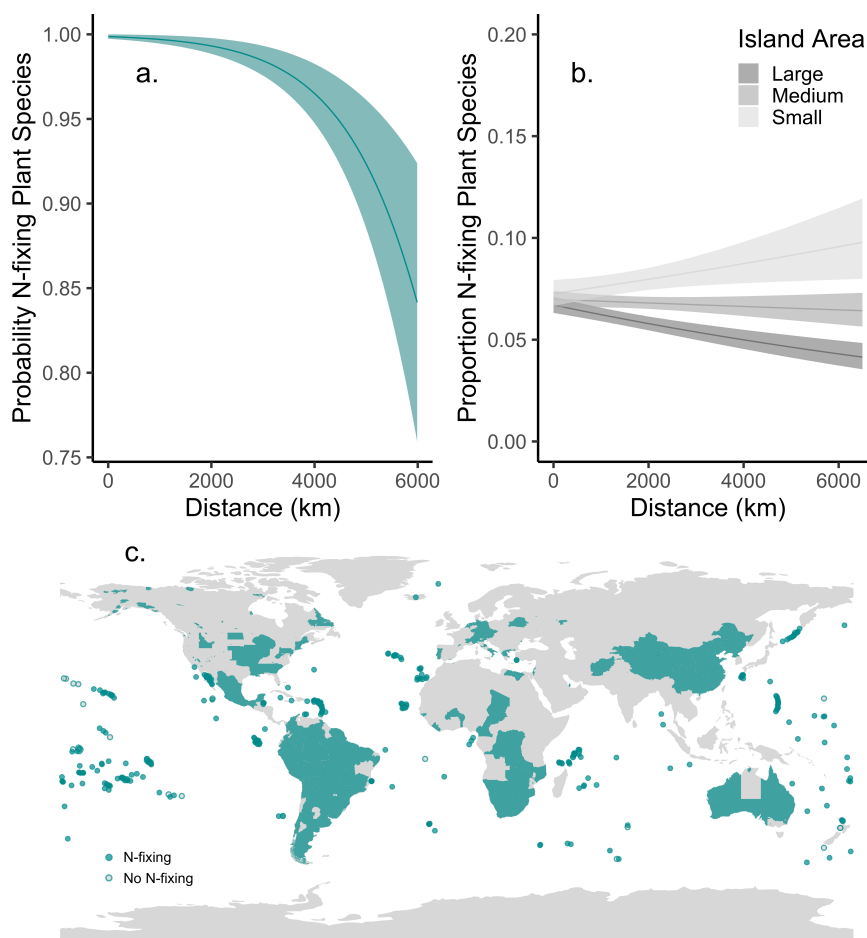 a.
Probability N-fixing Plant Species
1.00
0.95
0.90
0.85
0.80
0.75
0
2000
4000
6000
Distance (km)
b.
Proportion N-fixing Plant Species
0.20
0.15
0.10
0.05
0.00
0
2000
4000
6000
Distance (km)
Island Area
Large
Medium
Small
c.
N-fixing
No N-fixing